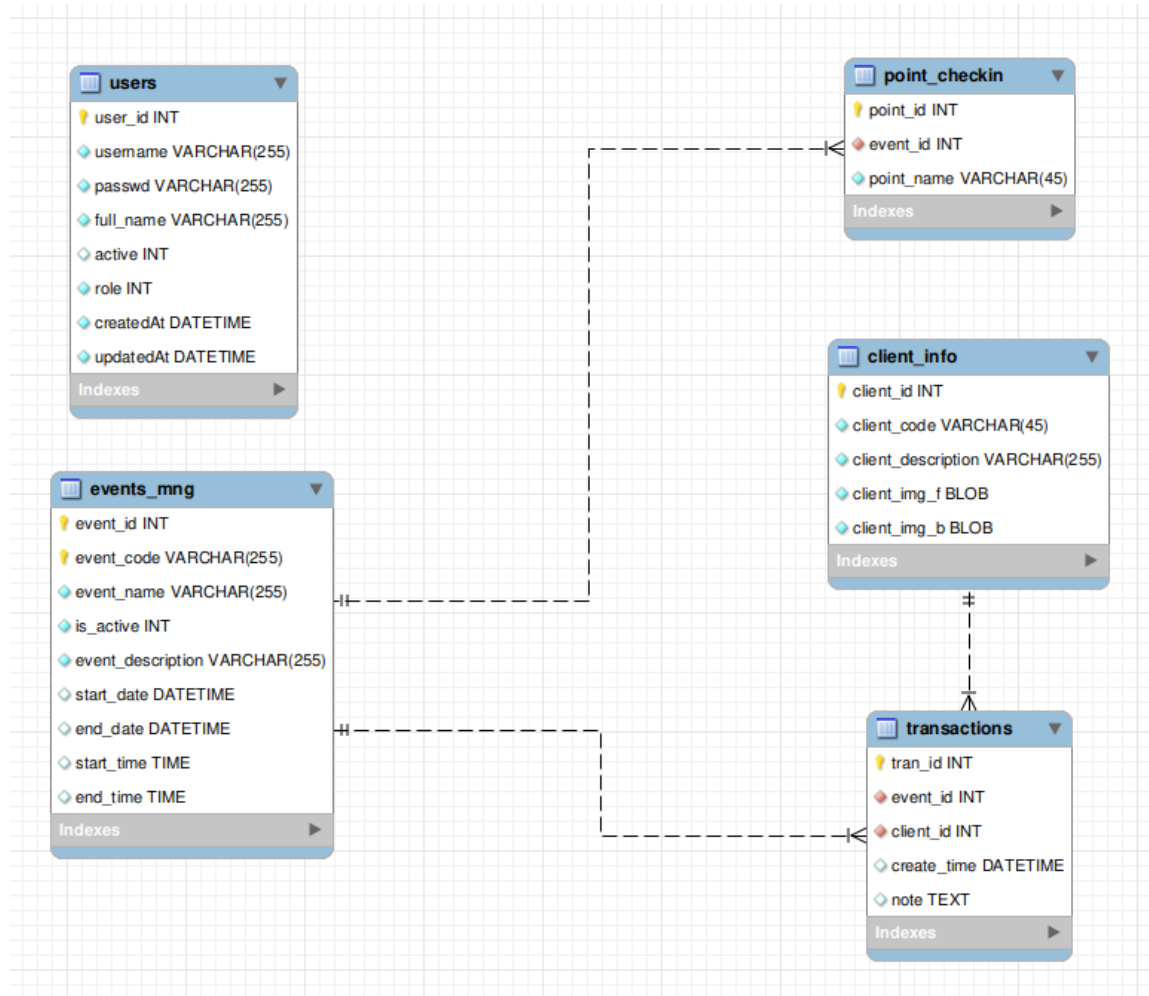 users
user_id INT
username VARCHAR(255)
passwd VARCHAR(255)
full_name VARCHAR(255)
active INT
role INT
createdAt DATETIME
updatedAt DATETIME
Indexes
events_mng
event_id INT
event_code VARCHAR(255)
event_name VARCHAR(255)
is_active INT
event_description VARCHAR(255)
start_date DATETIME
end_date DATETIME
start_time TIME
end_time TIME
Indexes
point_checkin
point_id INT
event_id INT
point_name VARCHAR(45)
Indexes
client_info
client_id INT
client_code VARCHAR(45)
client_description VARCHAR(255)
client_img_f BLOB
client_img_b BLOB
Indexes
transactions
tran_id INT
event_id INT
client_id INT
create_time DATETIME
note TEXT
Indexes